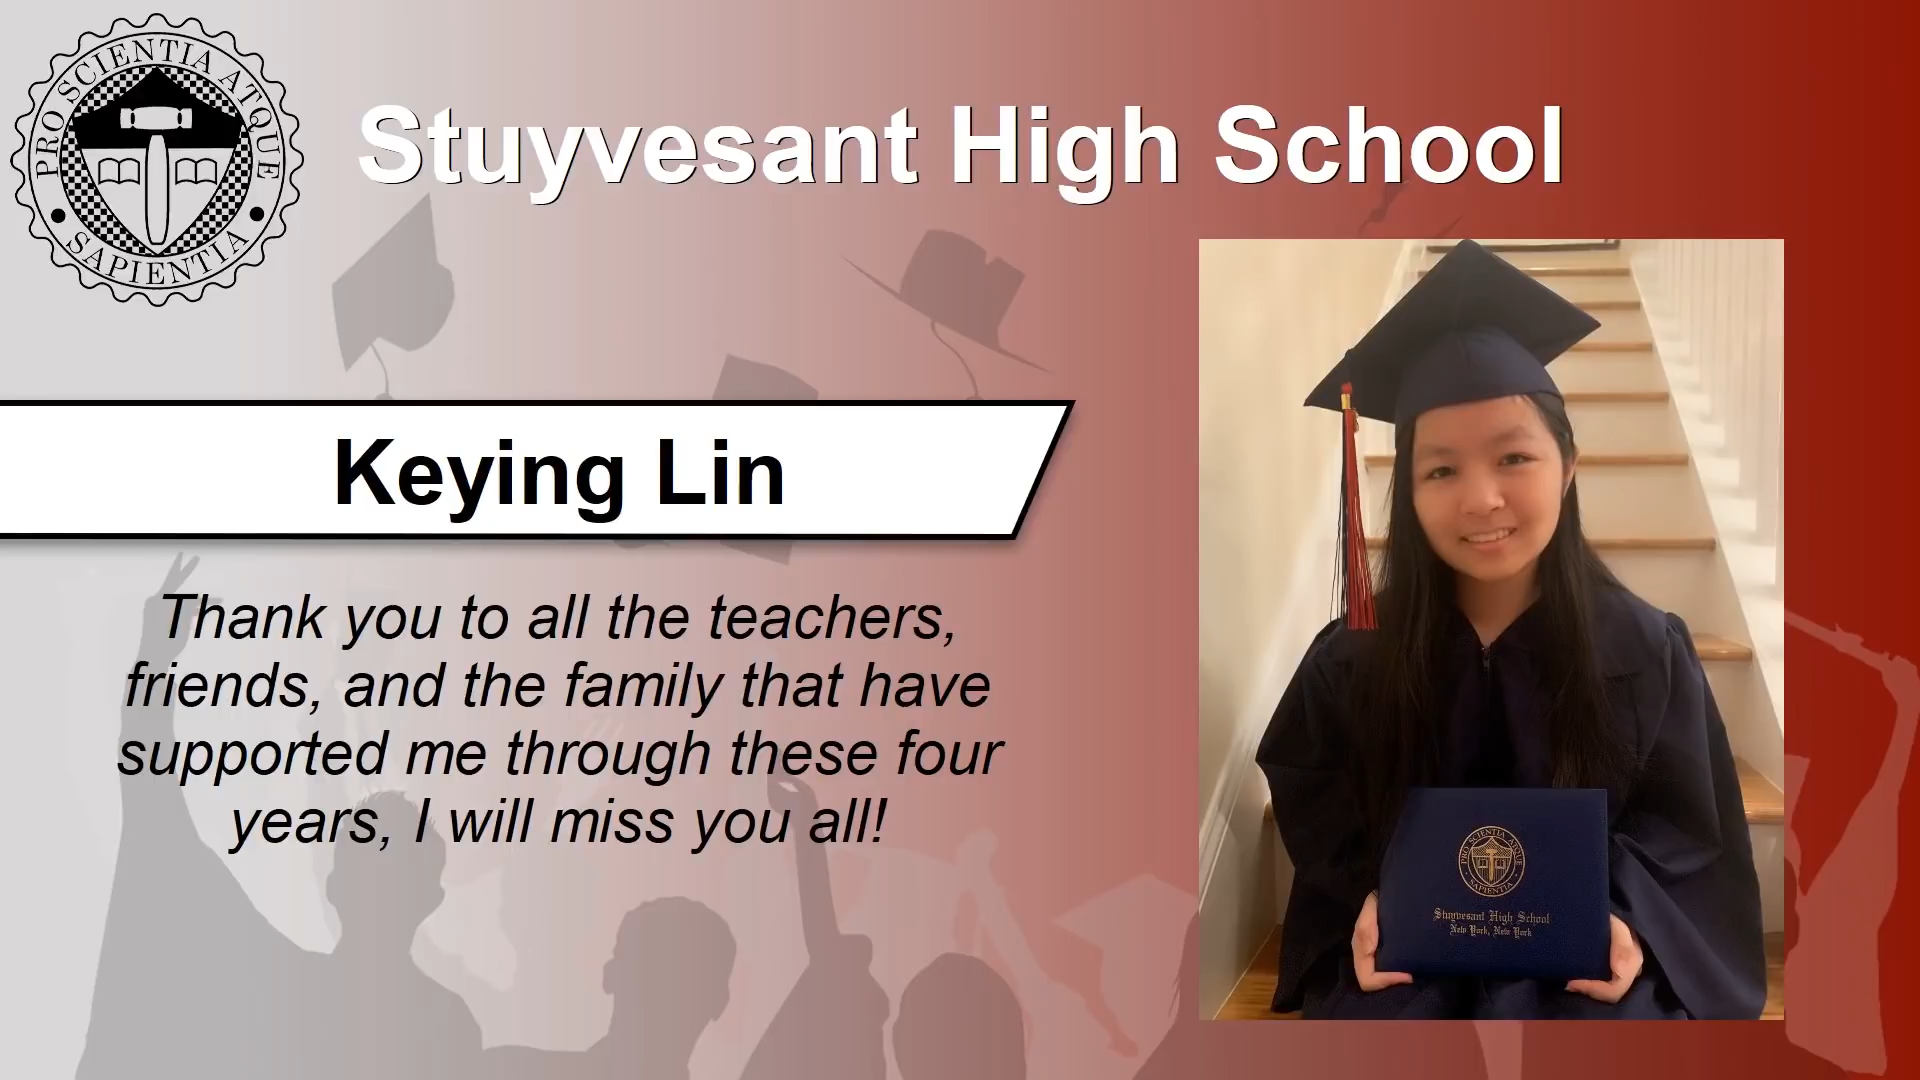 PRO SCIENTIA ATQUE
SAPIENTIA
Stuyvesant High School
Keying Lin
Thank you to all the teachers,
friends, and the family that have
supported me through these four
years, I will miss you all!
PRO SCIENTIA ATQUE
SAPIENTIA
Stuyvesant High School
New York, New York